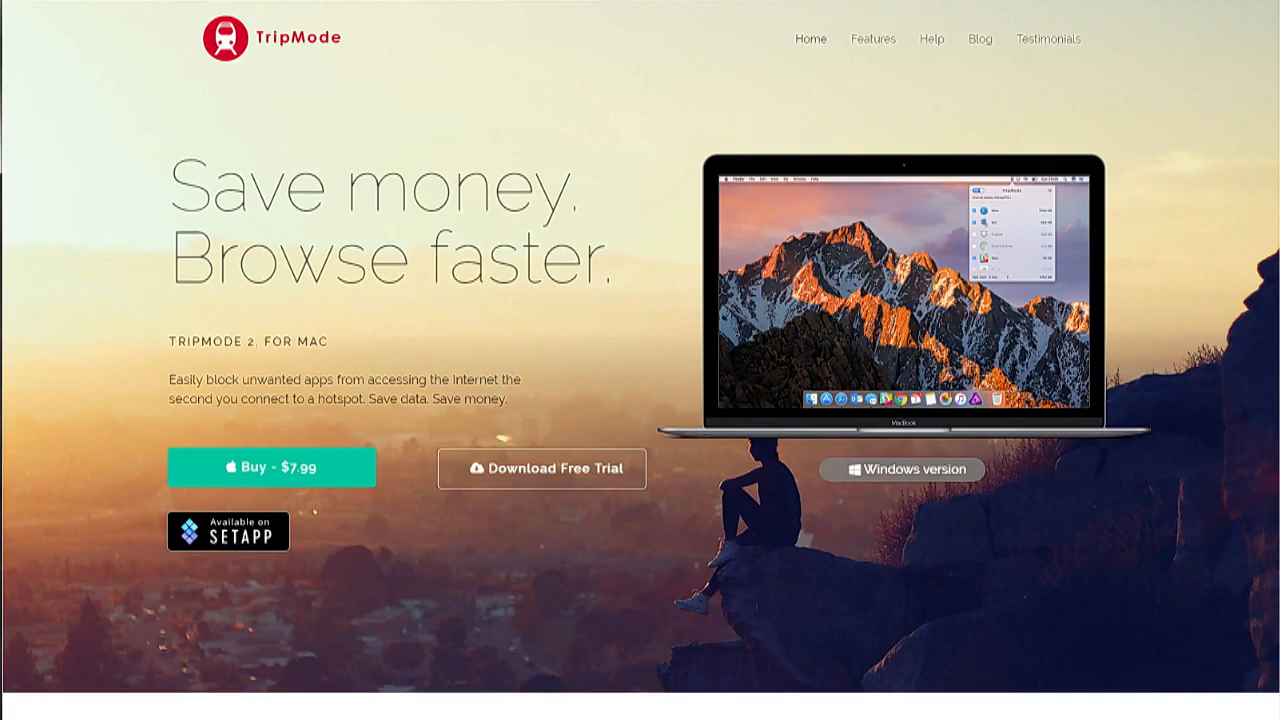 TripMode
Home Features Help Blog Testimonials
Save money.
Browse faster.
TRIPMODE 2, FOR MAC
Easily block unwanted apps from accessing the Internet the
second you connect to a hotspot. Save data. Save money.
Buy - $7.99
Download Free Trial
Windows version
Available on
SETAPP
TripMode
MacBook